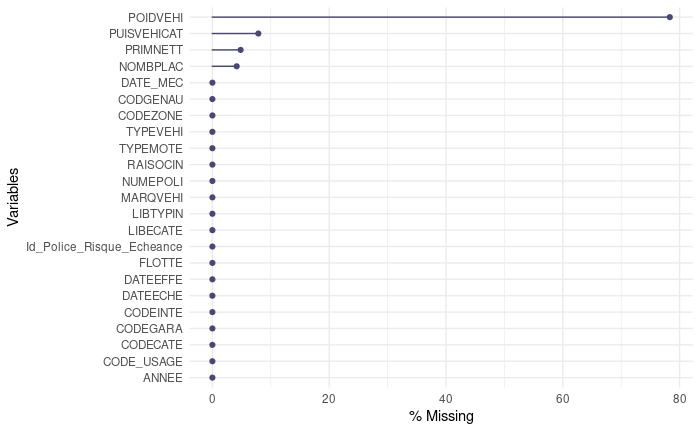 POIDVEHI
PUISVEHICAT
PRIMNETT
NOMBPLAC
DATE_MEC
CODGENAU
CODEZONE
TYPEVEHI
TYPEMOTE
RAISOCIN
NUMEPOLI
MARQVEHI
LIBTYPIN
LIBECATE
Id_Police_Risque_Echeance
FLOTTE
DATEEFFE
DATEECHE
CODEINTE
CODEGARA
CODECATE
CODE_USAGE
ANNEE
Variables
0 20 40 60 80
% Missing